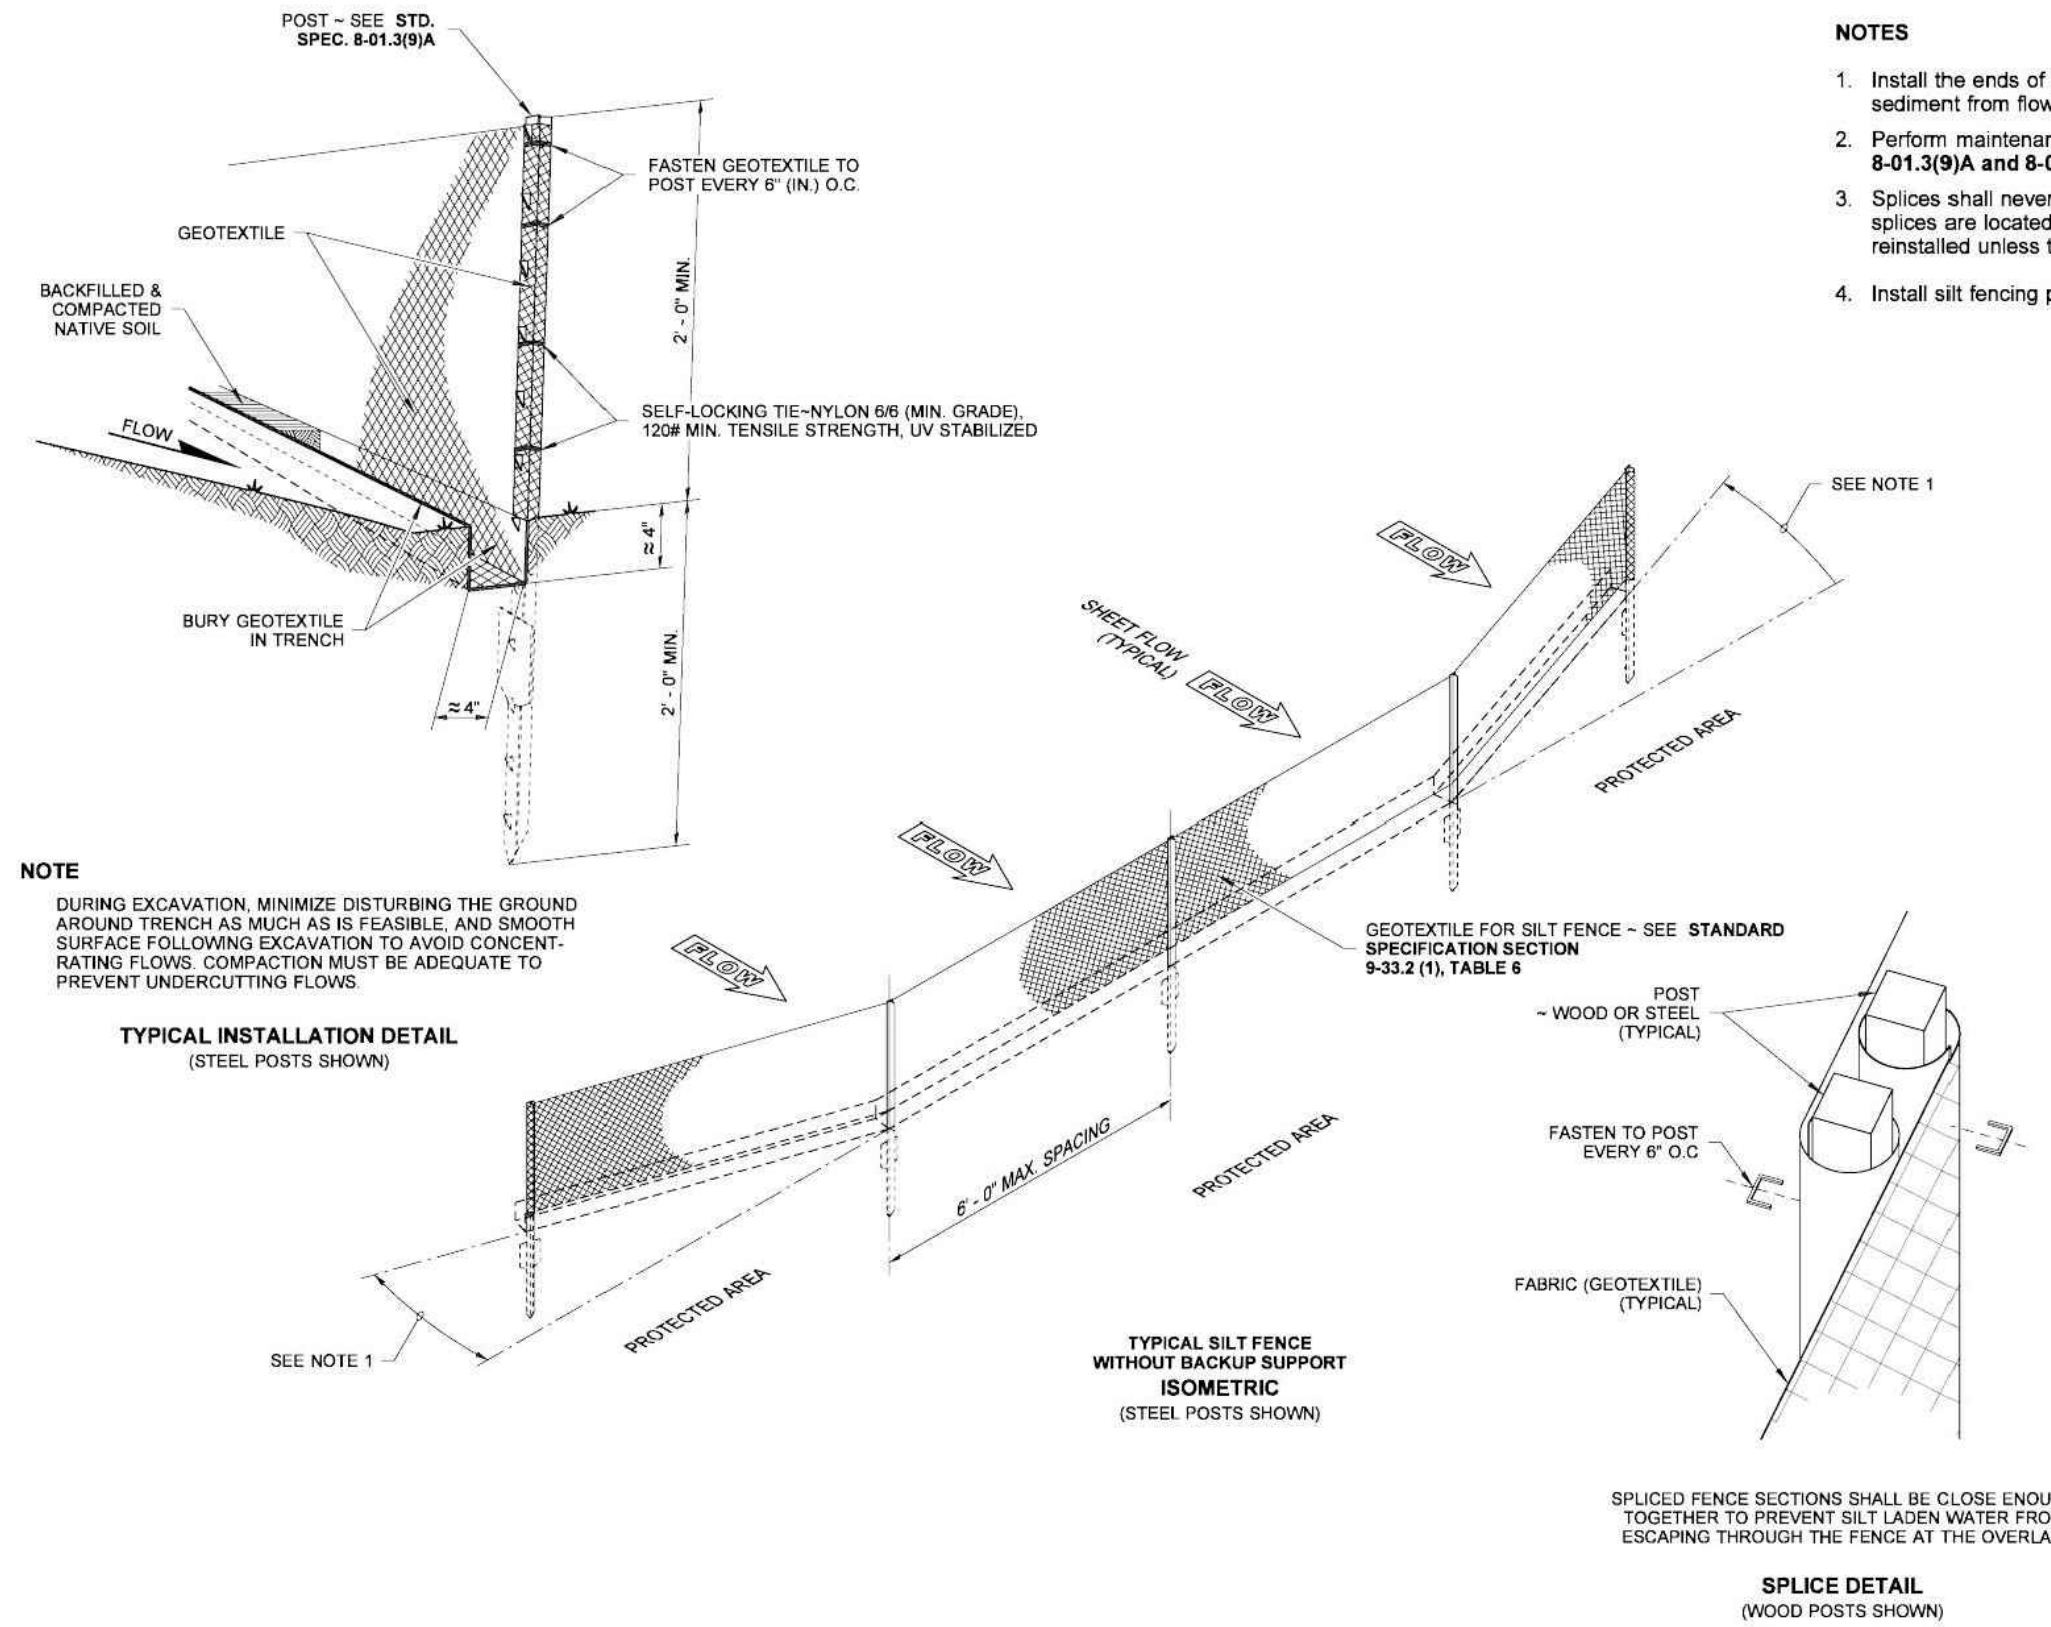 POST ~ SEE STD.
SPEC. 8-01.3(9)A
FASTEN GEOTEXTILE TO
POST EVERY 6" (IN.) O.C.
GEOTEXTILE
BACKFILLED &
COMPACTED
NATIVE SOIL
2' - 0" MIN.
SELF-LOCKING TIE~NYLON 6/6 (MIN. GRADE),
120# MIN. TENSILE STRENGTH, UV STABILIZED
FLOW
≈ 4"
BURY GEOTEXTILE
IN TRENCH
2' - 0" MIN.
≈ 4"
NOTE
DURING EXCAVATION, MINIMIZE DISTURBING THE GROUND
AROUND TRENCH AS MUCH AS IS FEASIBLE, AND SMOOTH
SURFACE FOLLOWING EXCAVATION TO AVOID CONCENT-
RATING FLOWS. COMPACTION MUST BE ADEQUATE TO
PREVENT UNDERCUTTING FLOWS.
TYPICAL INSTALLATION DETAIL
(STEEL POSTS SHOWN)
NOTES
1. Install the ends of
sediment from flow
2. Perform maintenan
8-01.3(9)A and 8-0
3. Splices shall never
splices are located
reinstalled unless t
4. Install silt fencing p
SEE NOTE 1
FLOW
SHEET FLOW
(TYPICAL)
FLOW
PROTECTED AREA
FLOW
GEOTEXTILE FOR SILT FENCE ~ SEE STANDARD
SPECIFICATION SECTION
9-33.2 (1), TABLE 6
FLOW
6' - 0" MAX. SPACING
PROTECTED AREA
PROTECTED AREA
SEE NOTE 1
TYPICAL SILT FENCE
WITHOUT BACKUP SUPPORT
ISOMETRIC
(STEEL POSTS SHOWN)
POST
~ WOOD OR STEEL
(TYPICAL)
FASTEN TO POST
EVERY 6" O.C
FABRIC (GEOTEXTILE)
(TYPICAL)
SPLICED FENCE SECTIONS SHALL BE CLOSE ENOU
TOGETHER TO PREVENT SILT LADEN WATER FRO
ESCAPING THROUGH THE FENCE AT THE OVERLA
SPLICE DETAIL
(WOOD POSTS SHOWN)